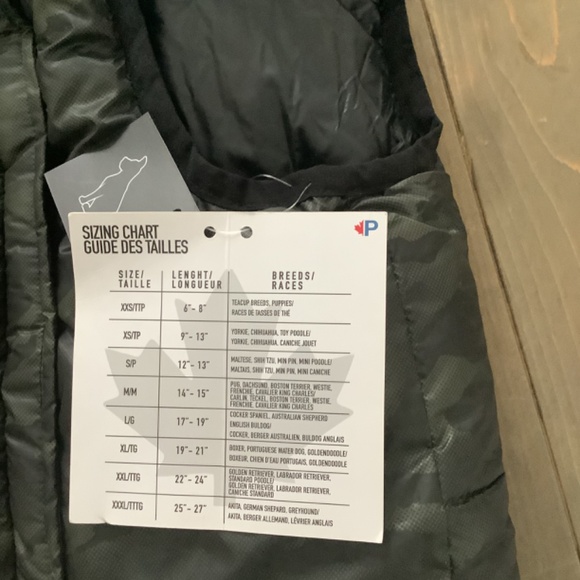 SIZING CHART
GUIDE DES TAILLES
P
SIZE/ LENGHT/ BREEDS/
TAILLE LONGUEUR RACES
XXS/TTP 6"- 8" TEACUP BREEDS, PUPPIES/
RACES DE TASSES DE THÉ
XS/TP 9"- 13" YORKIE, CHIHUAHUA, TOY POODLE/
YORKIE, CHIHUAHUA, CANICHE JOUET
S/P 12"- 13" MALTESE, SHIH TZU, MIN PIN, MINI POODLE/
MALTAIS, SHIH TZU, MIN PIN, MINI CANICHE
M/M 14"- 15" PUG, DACHSUND, BOSTON TERRIER, WESTIE,
FRENCHIE, CAVALIER KING CHARLES/
CARLIN, TECKEL, BOSTON TERRIER, WESTIE,
FRENCHIE, CAVALIER KING CHARLES
L/G 17"- 19" COCKER SPANIEL, AUSTRALIAN SHEPHERD
ENGLISH BULLDOG/
COCKER, BERGER AUSTRALIEN, BULDOG ANGLAIS
XL/TG 19"- 21" BOXER, PORTUGUESE WATER DOG, GOLDENDOODLE/
BOXEUR, CHIEN D'EAU PORTUGAIS, GOLDENDOODLE
XXL/TTG 22"- 24" GOLDEN RETRIEVER, LABRADOR RETRIEVER,
STANDARD POODLE/
GOLDEN RETRIEVER, LABRADOR RETRIEVER,
CANICHE STANDARD
XXXL/TTTG 25"- 27" AKITA, GERMAN SHEPARD, GREYHOUND/
AKITA, BERGER ALLEMAND, LÉVRIER ANGLAIS